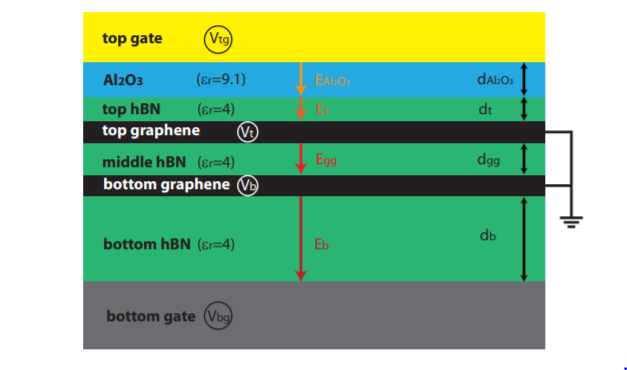 top gate Vtg
Al2O3 (εr=9.1) EAl2O3 dAl2O3
top hBN (εr=4) Et dt
top graphene Vt
middle hBN (εr=4) Egg dgg
bottom graphene Vb
bottom hBN (εr=4) Eb db
bottom gate Vbg